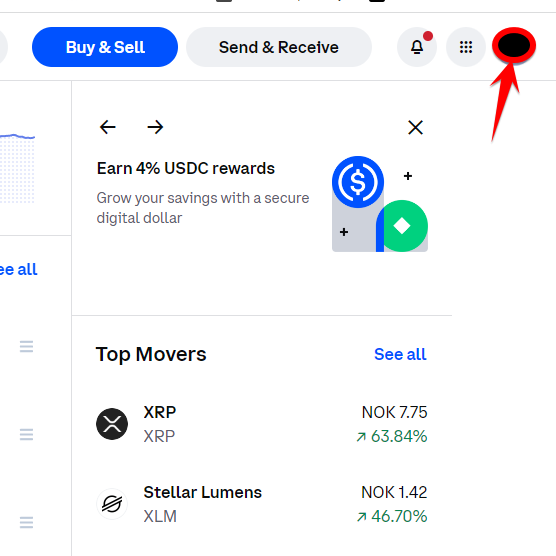 Buy & Sell
Send & Receive
Earn 4% USDC rewards
Grow your savings with a secure
digital dollar
ee all
Top Movers
See all
XRP
NOK 7.75
XRP
↗ 63.84%
Stellar Lumens
NOK 1.42
XLM
↗ 46.70%